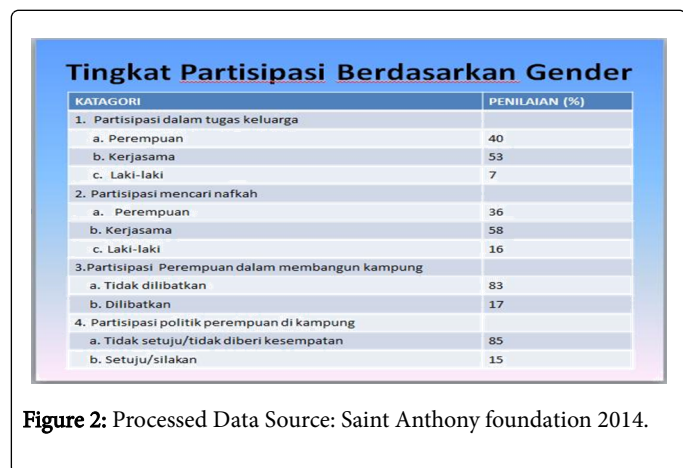 Tingkat Partisipasi Berdasarkan Gender
KATAGORI PENILAIAN (%)
1. Partisipasi dalam tugas keluarga
a. Perempuan 40
b. Kerjasama 53
c. Laki-laki 7
2. Partisipasi mencari nafkah
a. Perempuan 36
b. Kerjasama 58
c. Laki-laki 16
3.Partisipasi Perempuan dalam membangun kampung
a. Tidak dilibatkan 83
b. Dilibatkan 17
4. Partisipasi politik perempuan di kampung
a. Tidak setuju/tidak diberi kesempatan 85
b. Setuju/silakan 15
Figure 2: Processed Data Source: Saint Anthony foundation 2014.